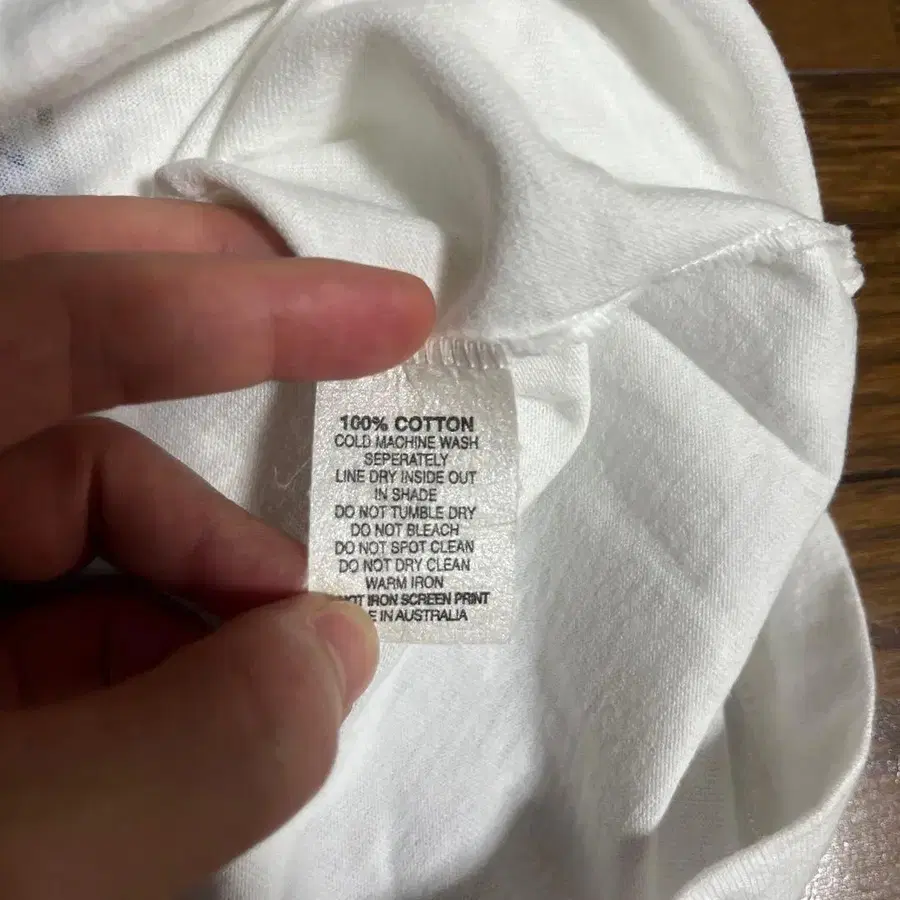 100% COTTON
COLD MACHINE WASH
SEPERATELY
LINE DRY INSIDE OUT
IN SHADE
DO NOT TUMBLE DRY
DO NOT BLEACH
DO NOT SPOT CLEAN
DO NOT DRY CLEAN
WARM IRON
IRON SCREEN PRINT
IN AUSTRALIA